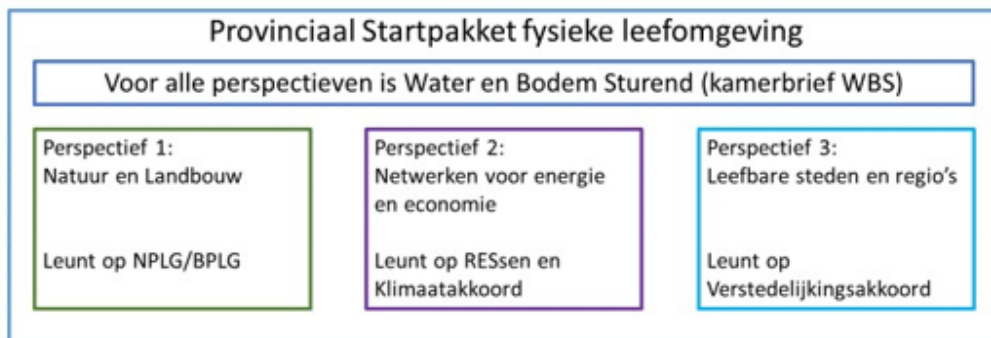 Provinciaal Startpakket fysieke leefomgeving
Voor alle perspectieven is Water en Bodem Sturend (kamerbrief WBS)
Perspectief 1:
Natuur en Landbouw
Leunt op NPLG/BPLG
Perspectief 2:
Netwerken voor energie
en economie
Leunt op RESsen en
Klimaatakkoord
Perspectief 3:
Leefbare steden en regio's
Leunt op
Verstedelijkingsakkoord